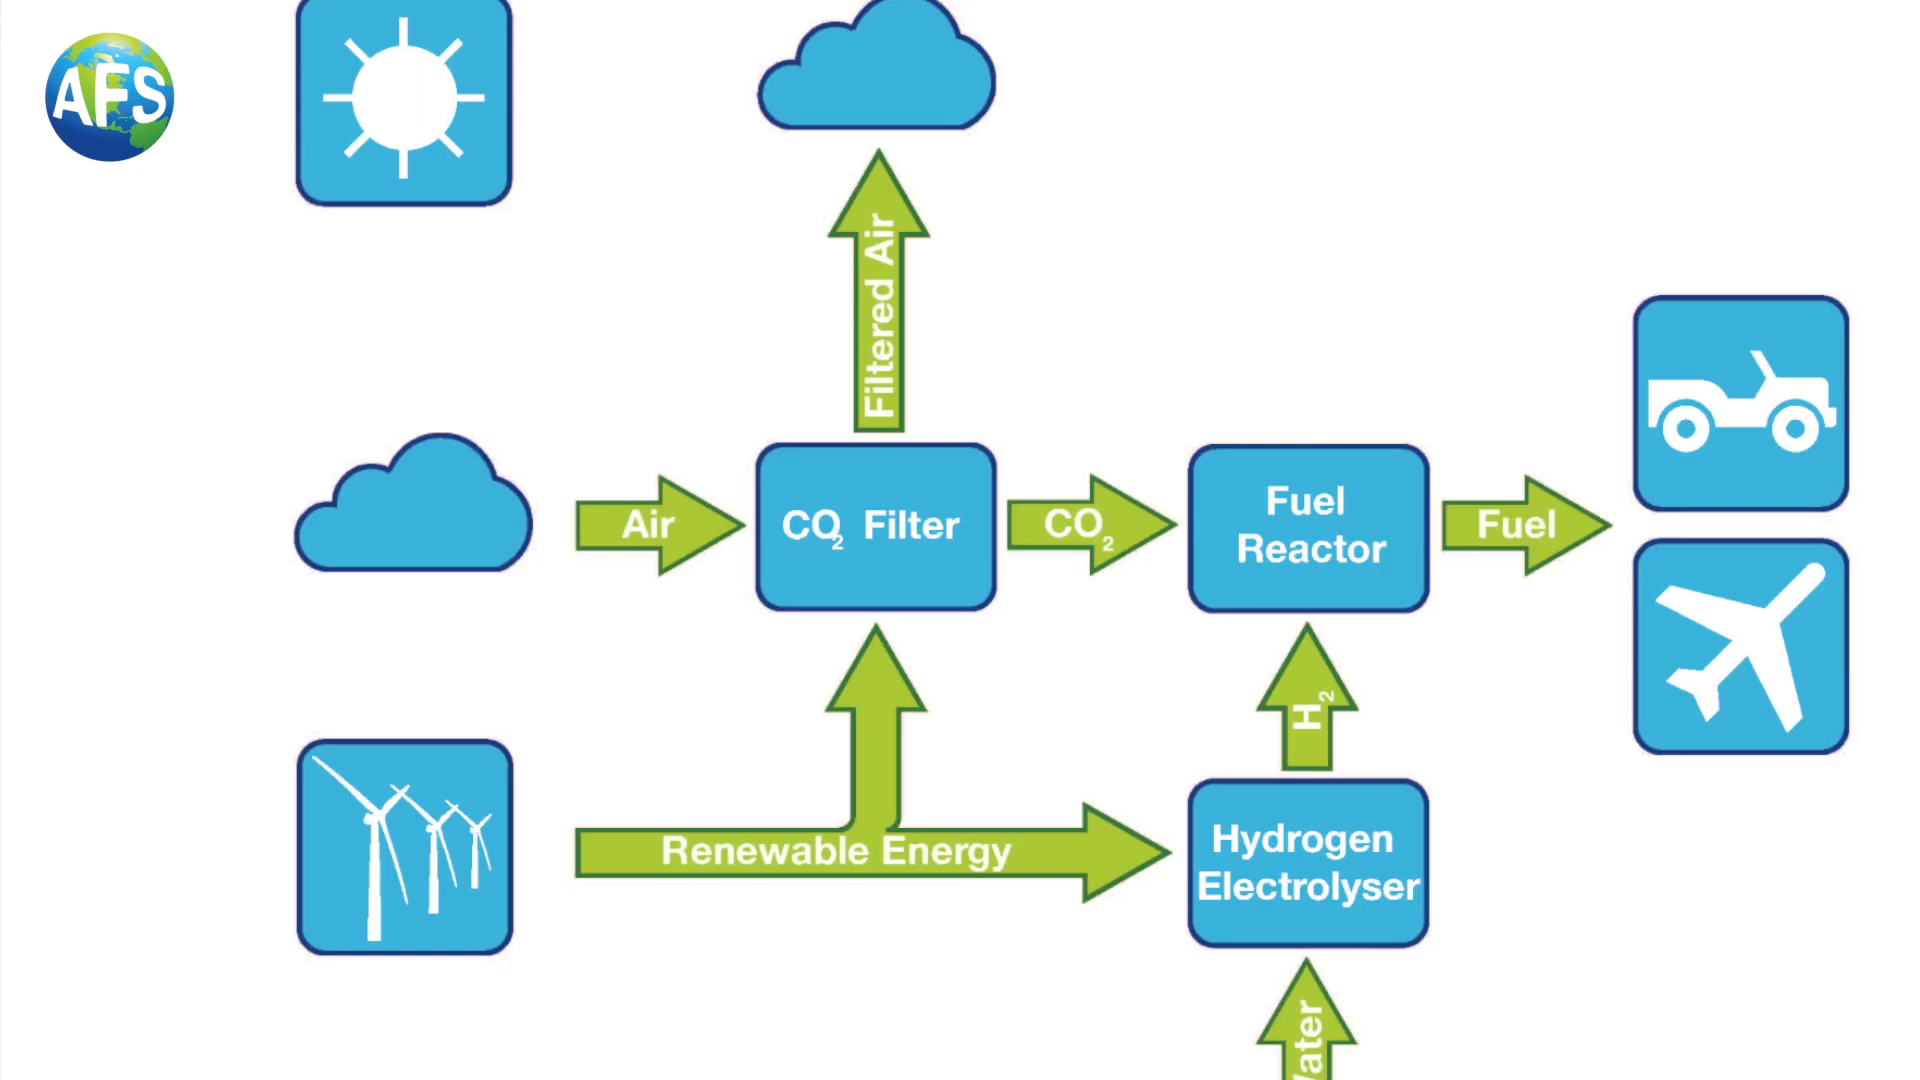 AFS
Filtered Air
Air
CO2 Filter
CO2
Fuel
Reactor
Fuel
H2
Renewable Energy
Hydrogen
Electrolyser